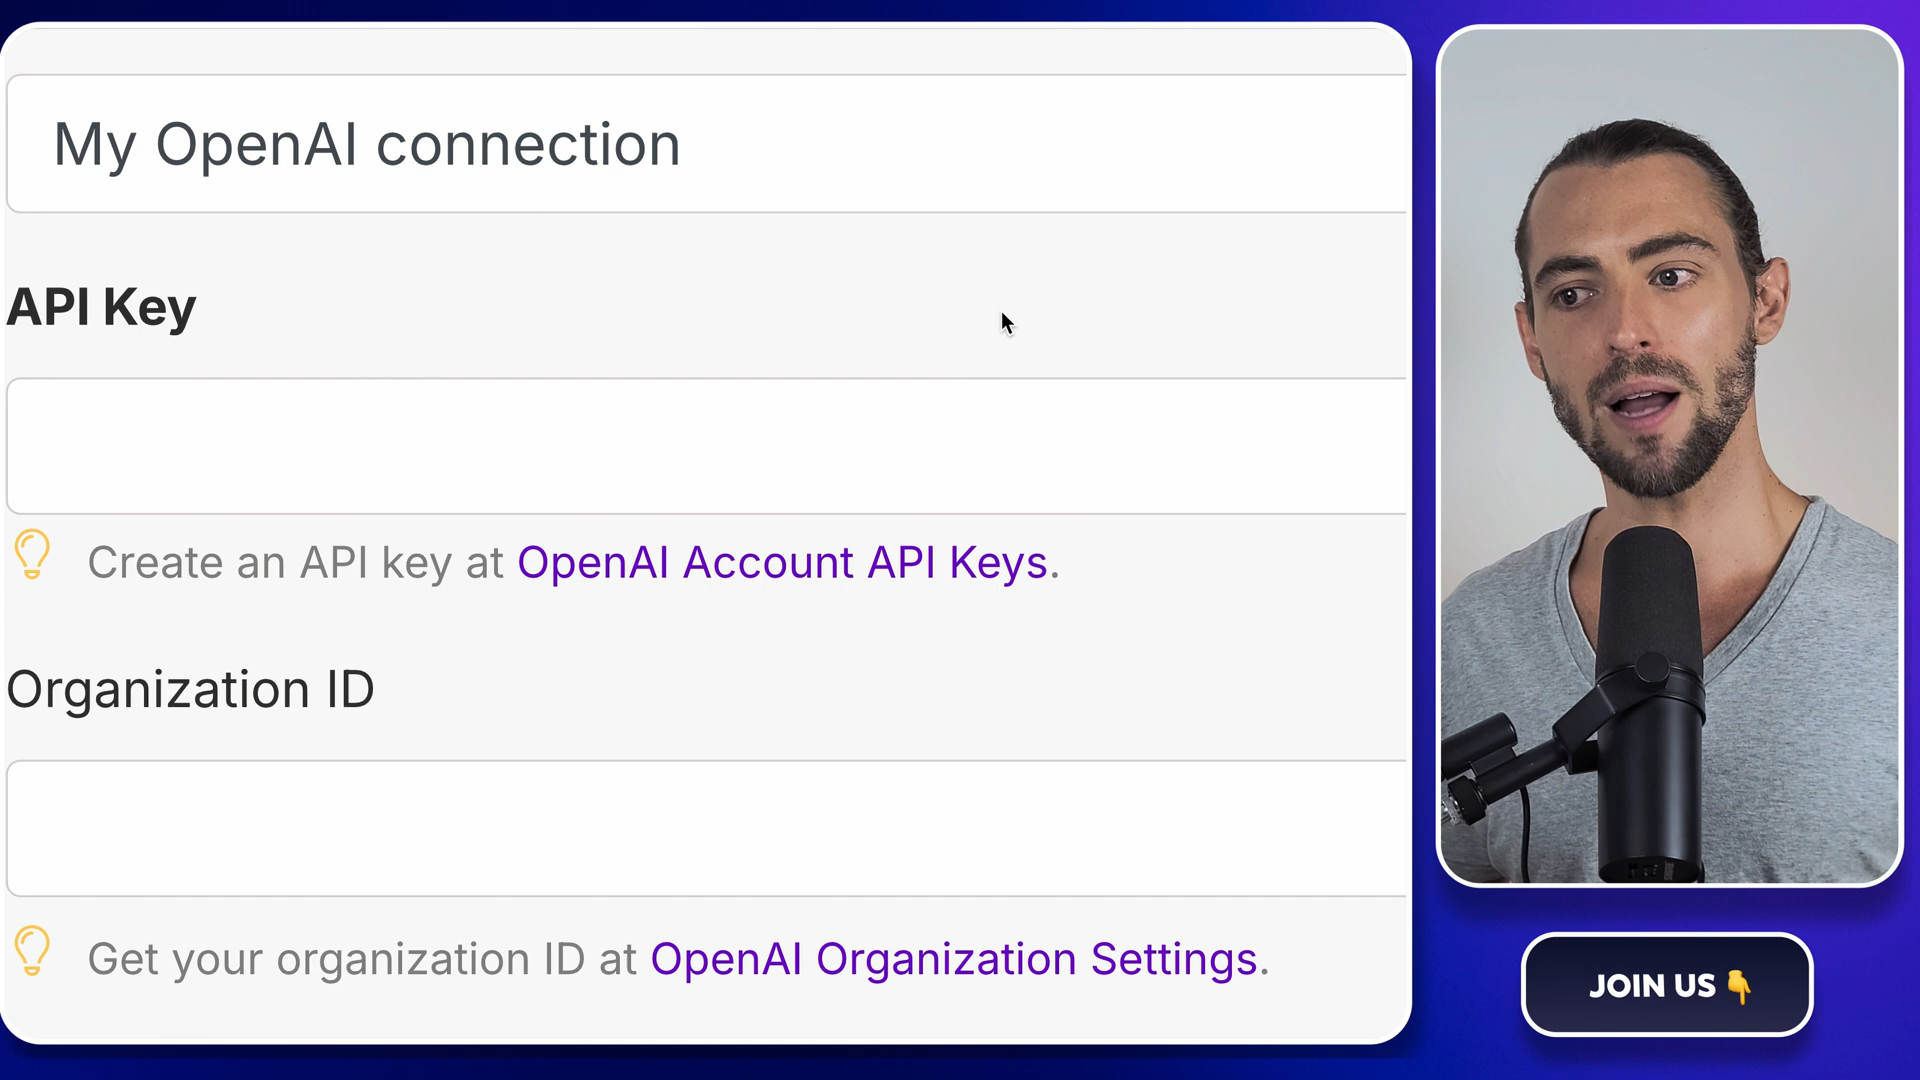 My OpenAI connection
API Key
Create an API key at OpenAI Account API Keys.
Organization ID
Get your organization ID at OpenAI Organization Settings.
JOIN US 👇